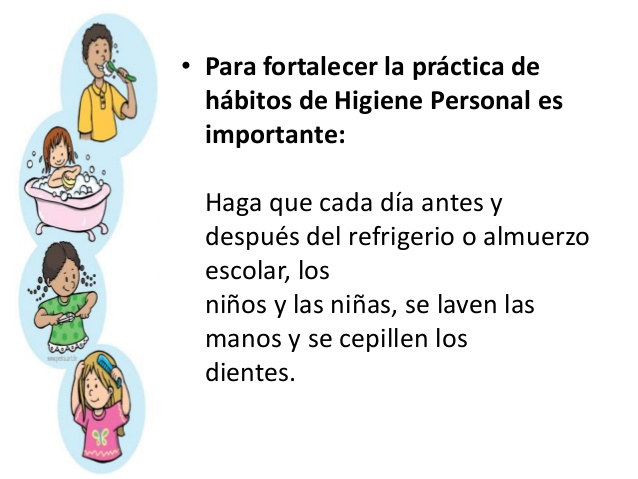 • Para fortalecer la práctica de
hábitos de Higiene Personal es
importante:
Haga que cada día antes y
después del refrigerio o almuerzo
escolar, los
niños y las niñas, se laven las
manos y se cepillen los
dientes.